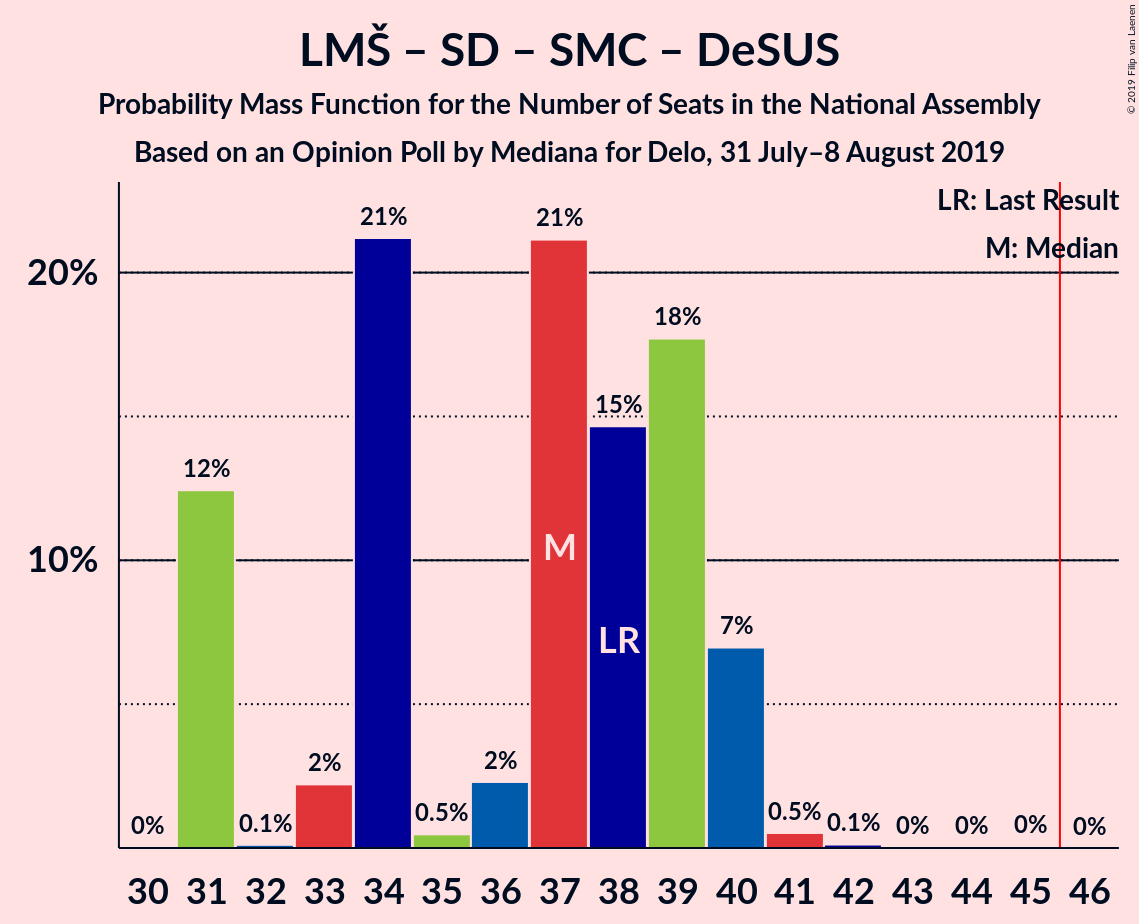 LMŠ – SD – SMC – DeSUS
Probability Mass Function for the Number of Seats in the National Assembly
Based on an Opinion Poll by Mediana for Delo, 31 July–8 August 2019
© 2019 Filip van Laenen
LR: Last Result
M: Median
20%
10%
0%
12%
0.1%
2%
21%
0.5%
2%
21%
15%
18%
7%
0.5%
0.1%
0%
0%
0%
0%
M
LR
30 31 32 33 34 35 36 37 38 39 40 41 42 43 44 45 46